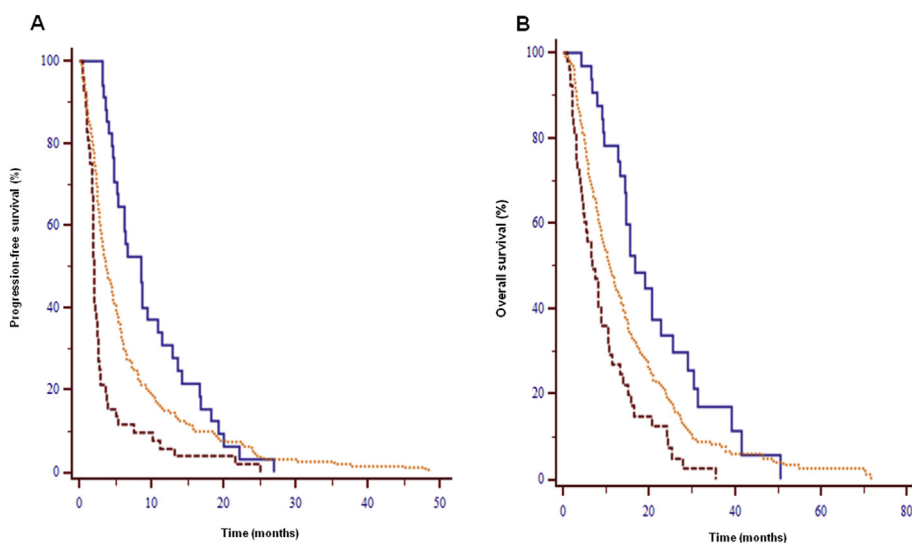 A
100
80
60
40
20
0
Progression-free survival (%)
0 10 20 30 40 50
Time (months)
B
100
80
60
40
20
0
Overall survival (%)
0 20 40 60 80
Time (months)